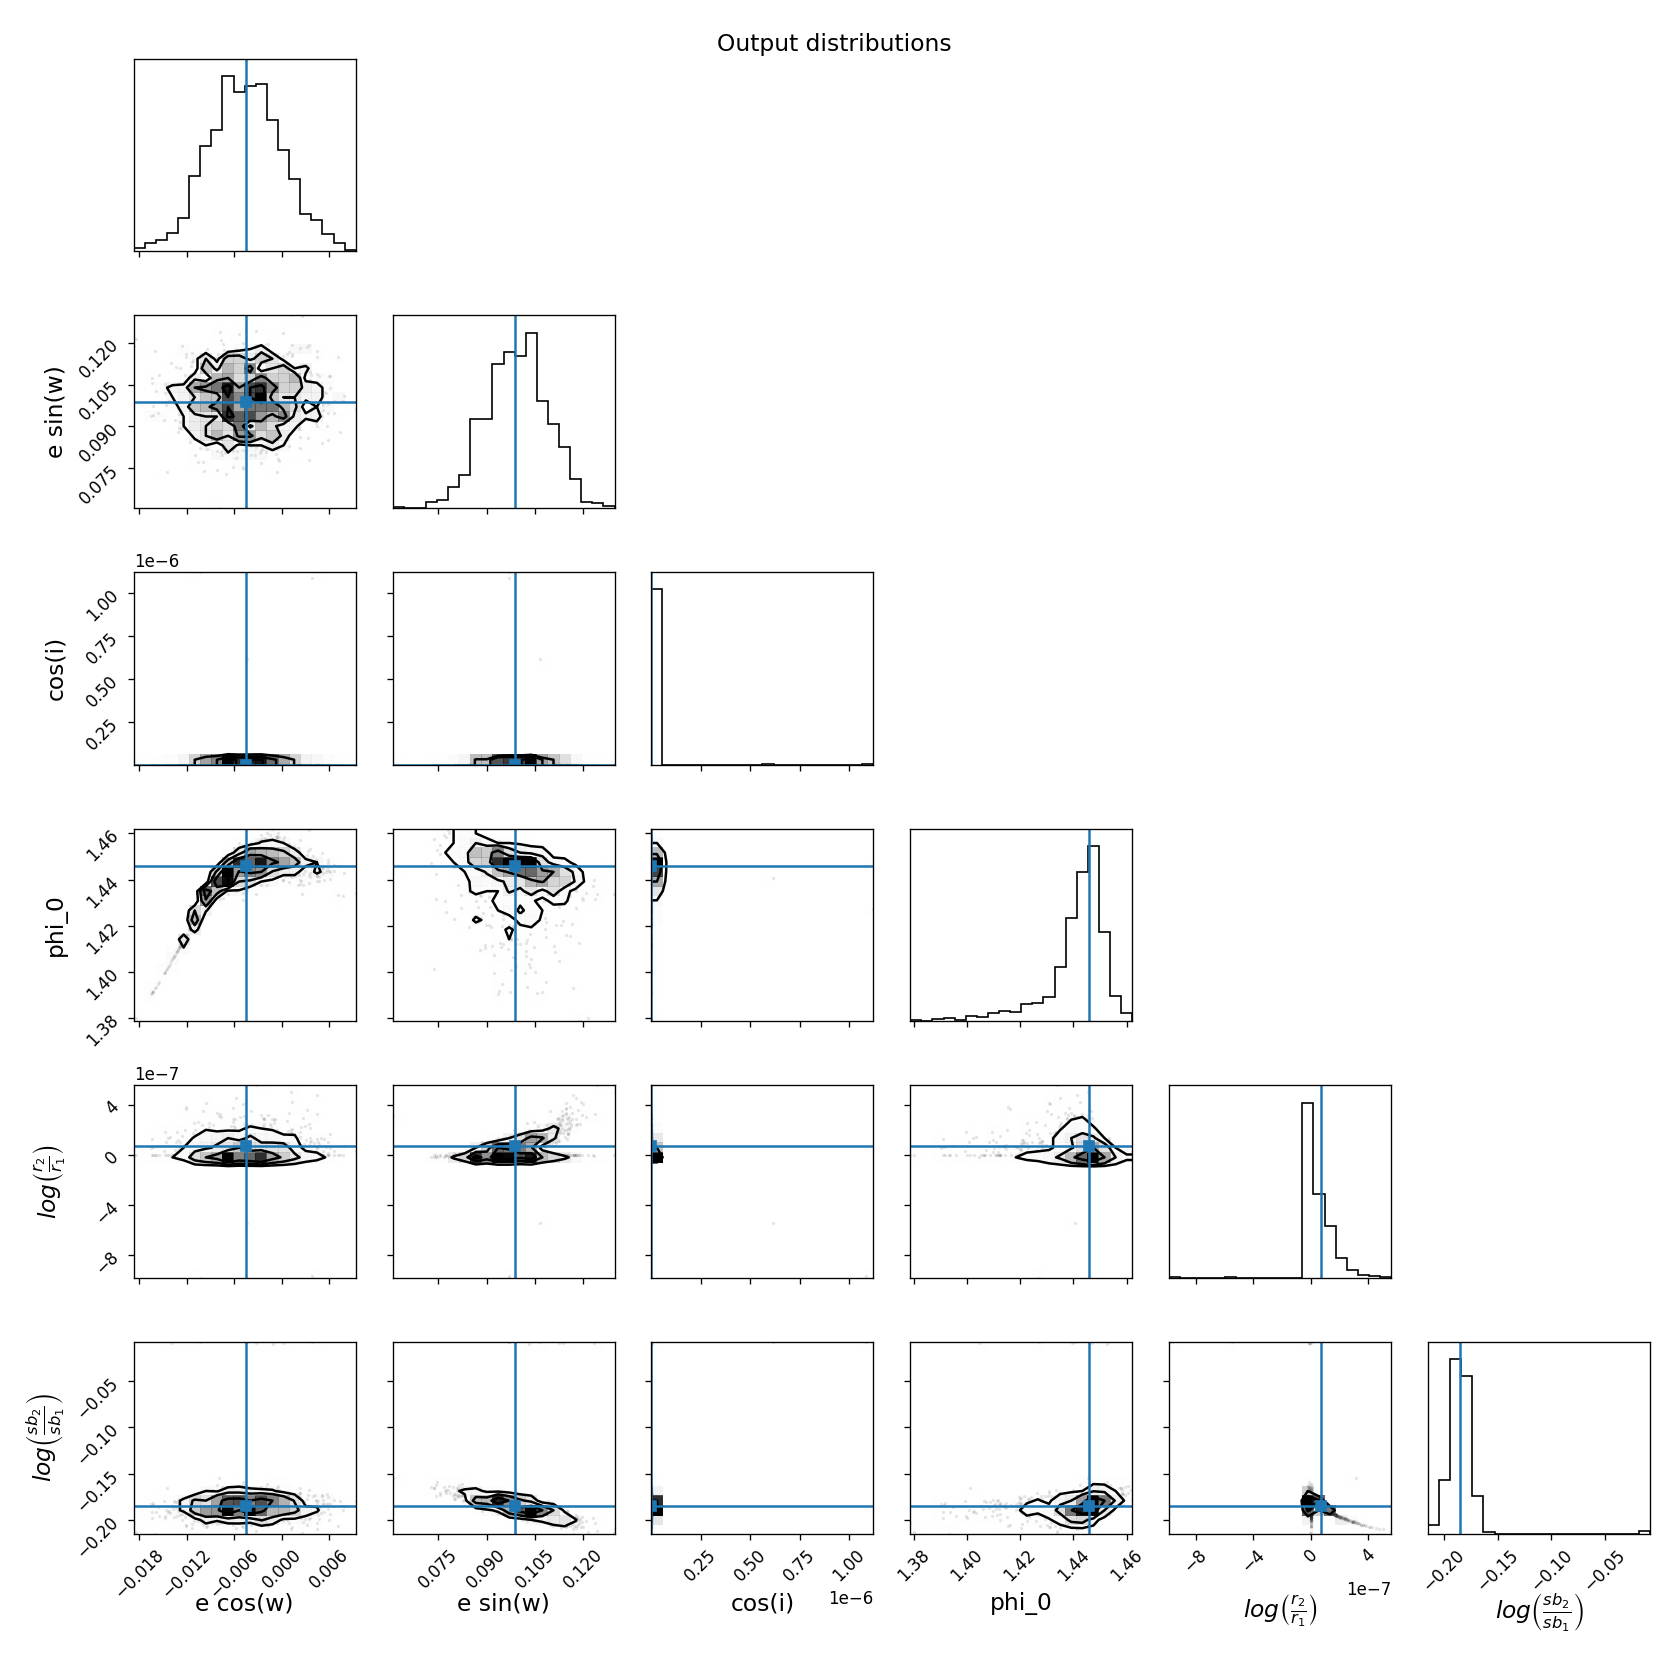 Output distributions
e sin(w)
0.120
0.105
0.090
0.075
1e−6
cos(i)
1.00
0.75
0.50
0.25
phi_0
1.46
1.44
1.42
1.40
1.38
1e−7
log(r₂/r₁)
4
0
−4
−8
log(sb₂/sb₁)
−0.05
−0.10
−0.15
−0.20
−0.018 −0.012 −0.006 0.000 0.006
e cos(w)
0.075 0.090 0.105 0.120
e sin(w)
0.25 0.50 0.75 1.00
1e−6
cos(i)
1.38 1.40 1.42 1.44 1.46
phi_0
−8 −4 0 4
1e−7
log(r₂/r₁)
−0.20 −0.15 −0.10 −0.05
log(sb₂/sb₁)